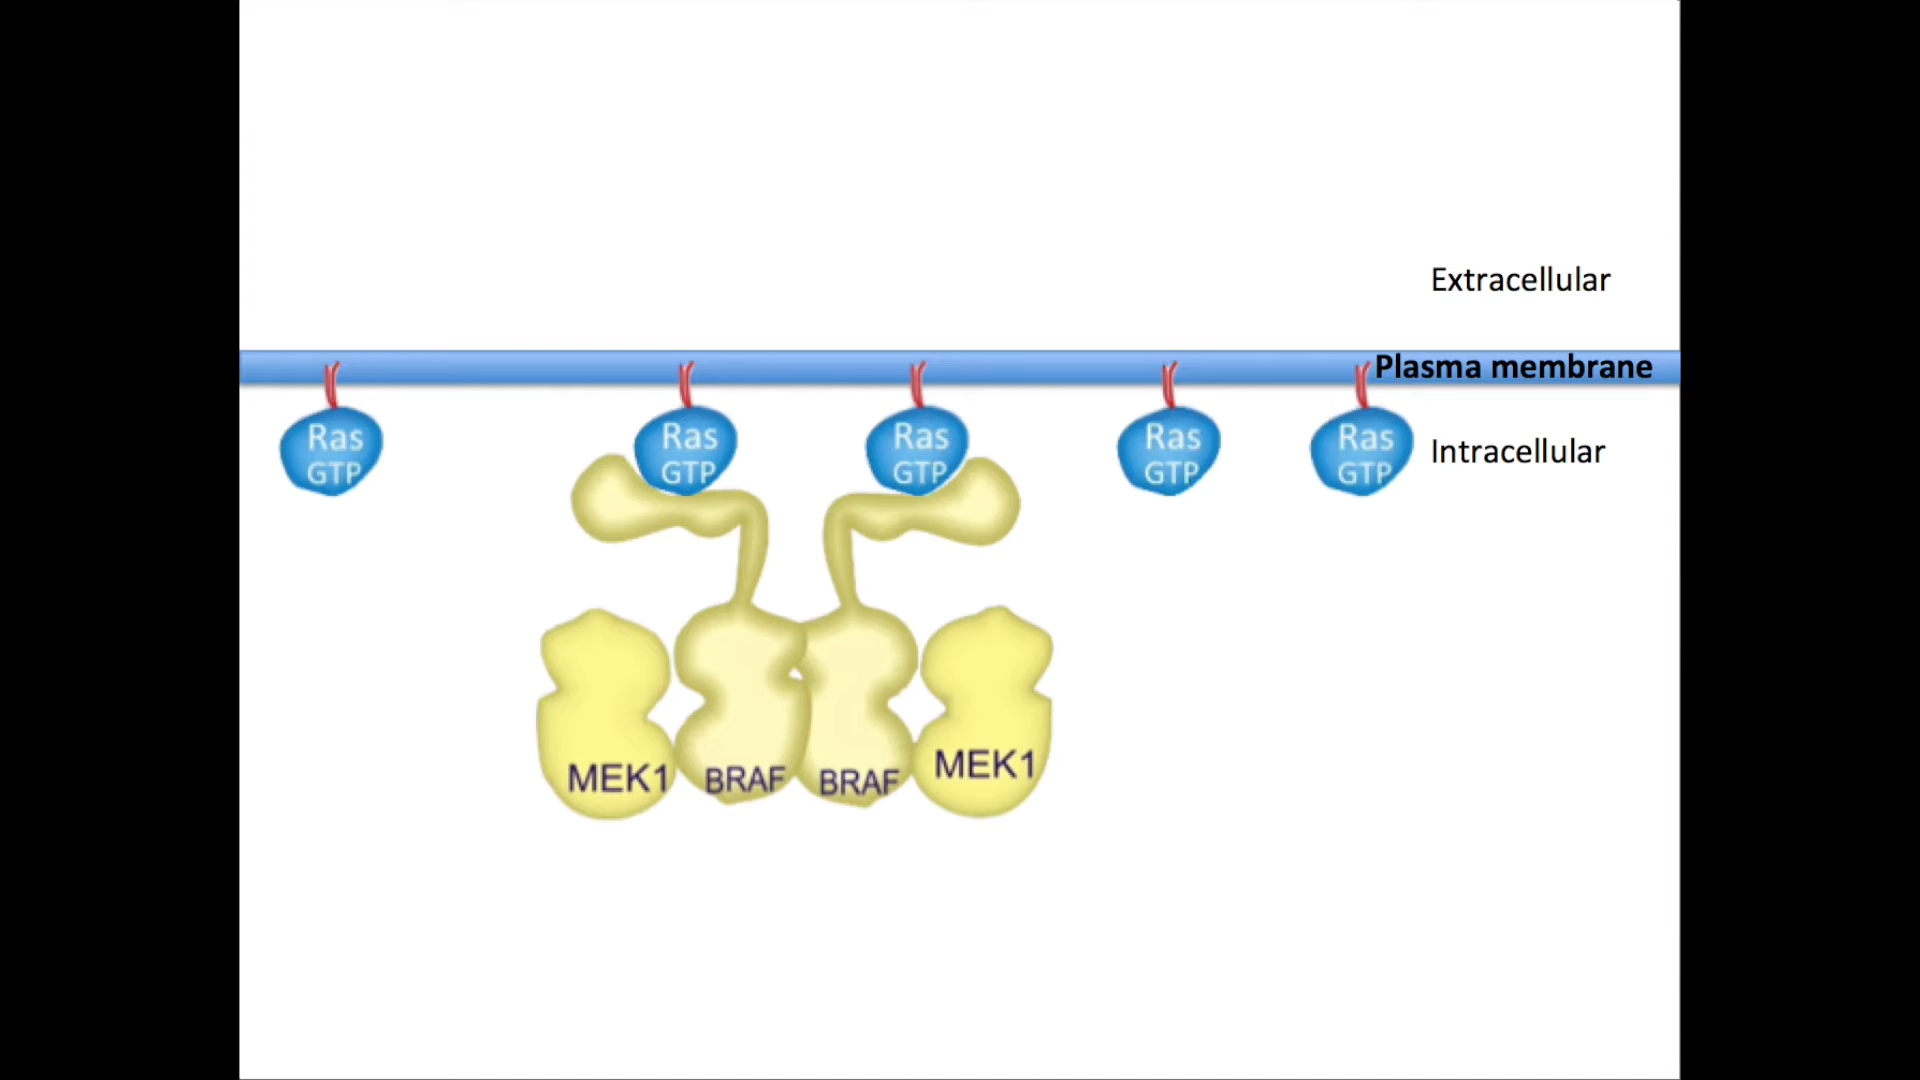 Extracellular
Plasma membrane
Ras
GTP
Ras
GTP
Ras
GTP
Ras
GTP
Ras
GTP
Intracellular
MEK1
BRAF
BRAF
MEK1